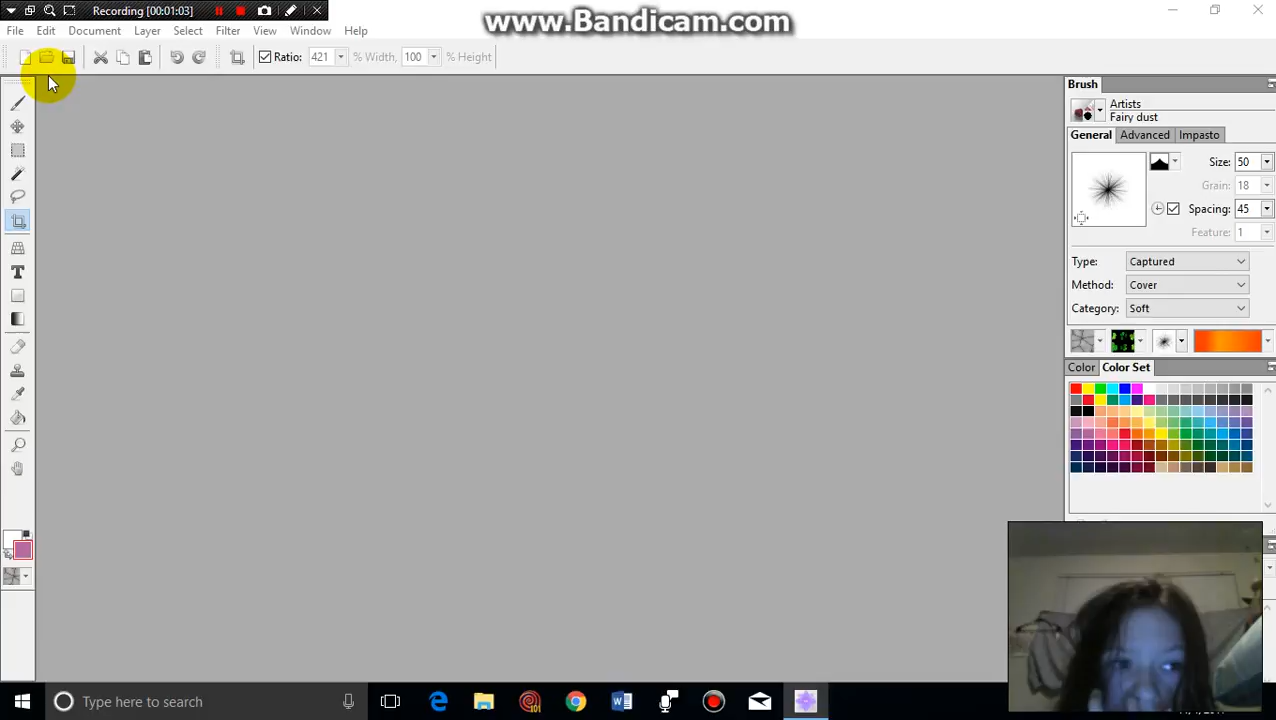 Recording [00:01:03]
www.Bandicam.com
File Edit Document Layer Select Filter View Window Help
Ratio: 421 % Width, 100 % Height
Brush
Artists
Fairy dust
General Advanced Impasto
Size: 50
Grain: 18
Spacing: 45
Feature: 1
Type: Captured
Method: Cover
Category: Soft
Color Color Set
T
Type here to search
101